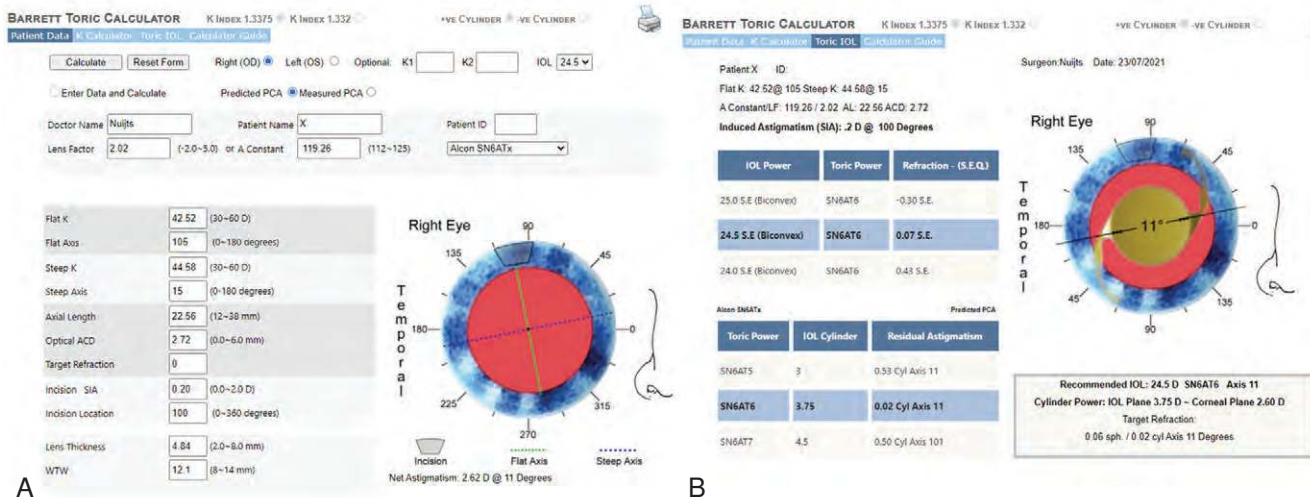 BARRETT TORIC CALCULATOR K INDEX 1.3375 K INDEX 1.332 +VE CYLINDER -VE CYLINDER
Patient Data K Calculator Toric IOL Calculator Guide
Calculate Reset Form Right (OD) Left (OS) Optional: K1 K2 IOL 24.5
Enter Data and Calculate Predicted PCA Measured PCA
Doctor Name Nuijts Patient Name X Patient ID
Lens Factor 2.02 (-2.0~5.0) or A Constant 119.26 (112~125) Alcon SN6ATx
Flat K 42.52 (30~60 D)
Flat Axis 105 (0~180 degrees)
Steep K 44.58 (30~60 D)
Steep Axis 15 (0~180 degrees)
Axial Length 22.56 (12~38 mm)
Optical ACD 2.72 (0.0~6.0 mm)
Target Refraction 0
Incision SIA 0.20 (0.0~2.0 D)
Incision Location 100 (0~360 degrees)
Lens Thickness 4.84 (2.0~8.0 mm)
WTW 12.1 (8~14 mm)
Right Eye
90
135 45
Temporal
180 0
225 315
270
Incision Flat Axis Steep Axis
Net Astigmatism: 2.62 D @ 11 Degrees
A
BARRETT TORIC CALCULATOR K INDEX 1.3375 K INDEX 1.332 +VE CYLINDER -VE CYLINDER
Patient Data K Calculator Toric IOL Calculator Guide
Patient:X ID:
Surgeon:Nuijts Date: 23/07/2021
Flat K: 42.52@ 105 Steep K: 44.58@ 15
A Constant/LF: 119.26 / 2.02 AL: 22.56 ACD: 2.72
Induced Astigmatism (SIA): .2 D @ 100 Degrees
IOL Power Toric Power Refraction - (S.E.Q.)
25.0 S.E (Biconvex) SN6AT6 -0.30 S.E.
24.5 S.E (Biconvex) SN6AT6 0.07 S.E.
24.0 S.E (Biconvex) SN6AT6 0.43 S.E.
Alcon SN6ATx Predicted PCA
Toric Power IOL Cylinder Residual Astigmatism
SN6AT5 3 0.53 Cyl Axis 11
SN6AT6 3.75 0.02 Cyl Axis 11
SN6AT7 4.5 0.50 Cyl Axis 101
Right Eye
90
135 45
Temporal
180 11° 0
45 135
90
Recommended IOL: 24.5 D SN6AT6 Axis 11
Cylinder Power: IOL Plane 3.75 D ~ Corneal Plane 2.60 D
Target Refraction:
0.06 sph. / 0.02 cyl Axis 11 Degrees
B